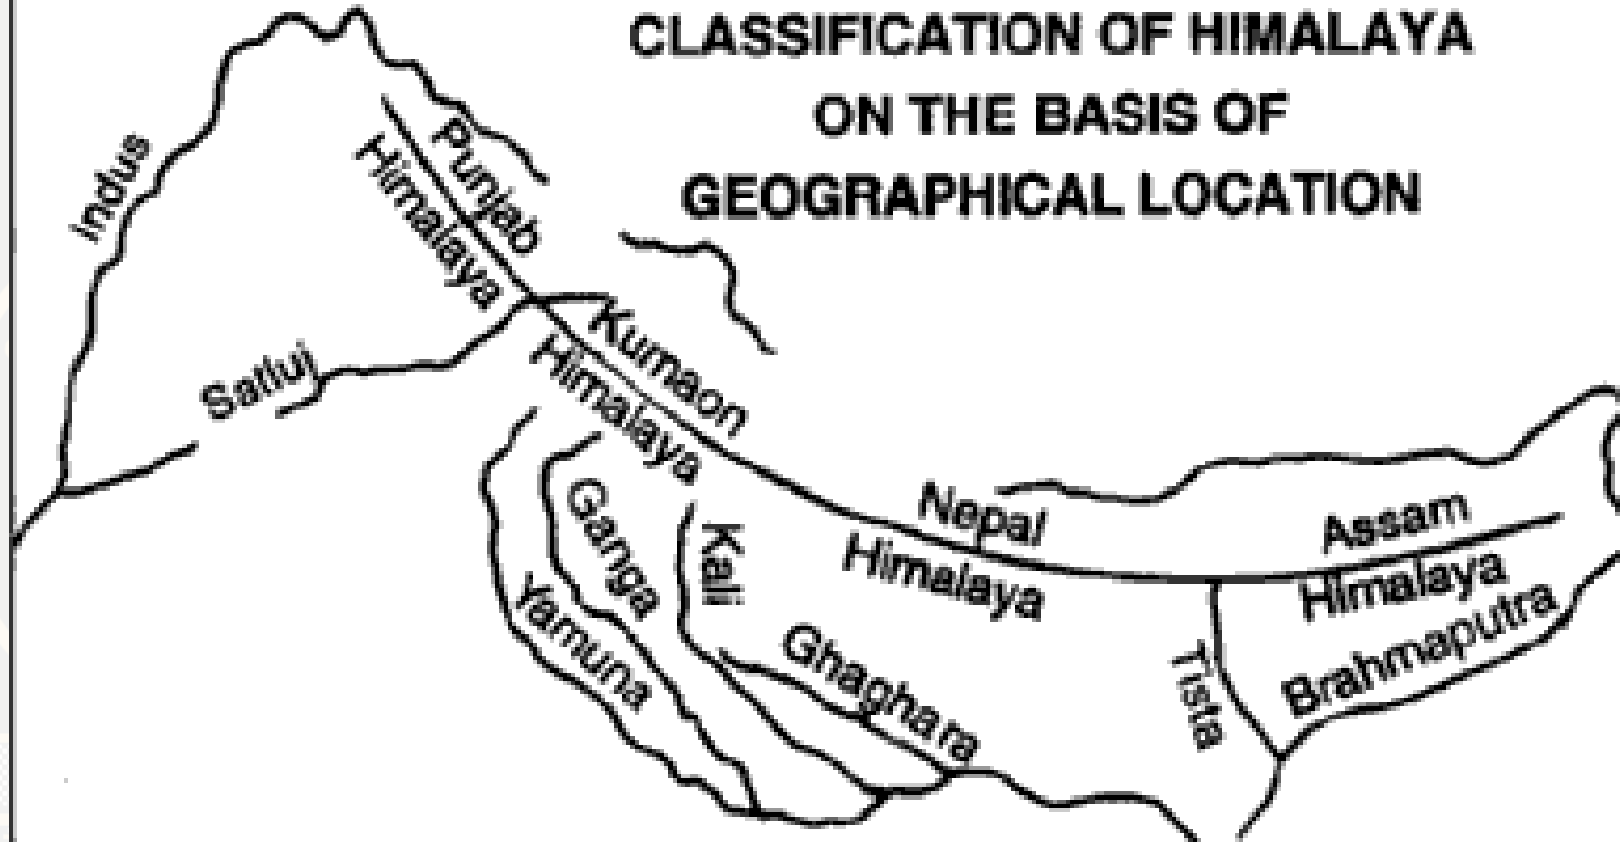 CLASSIFICATION OF HIMALAYA
ON THE BASIS OF
GEOGRAPHICAL LOCATION
Indus
Punjab
Himalaya
Satluj
Kumaon
Himalaya
Ganga
Yamuna
Kali
Ghaghara
Nepal
Himalaya
Tista
Assam
Himalaya
Brahmaputra